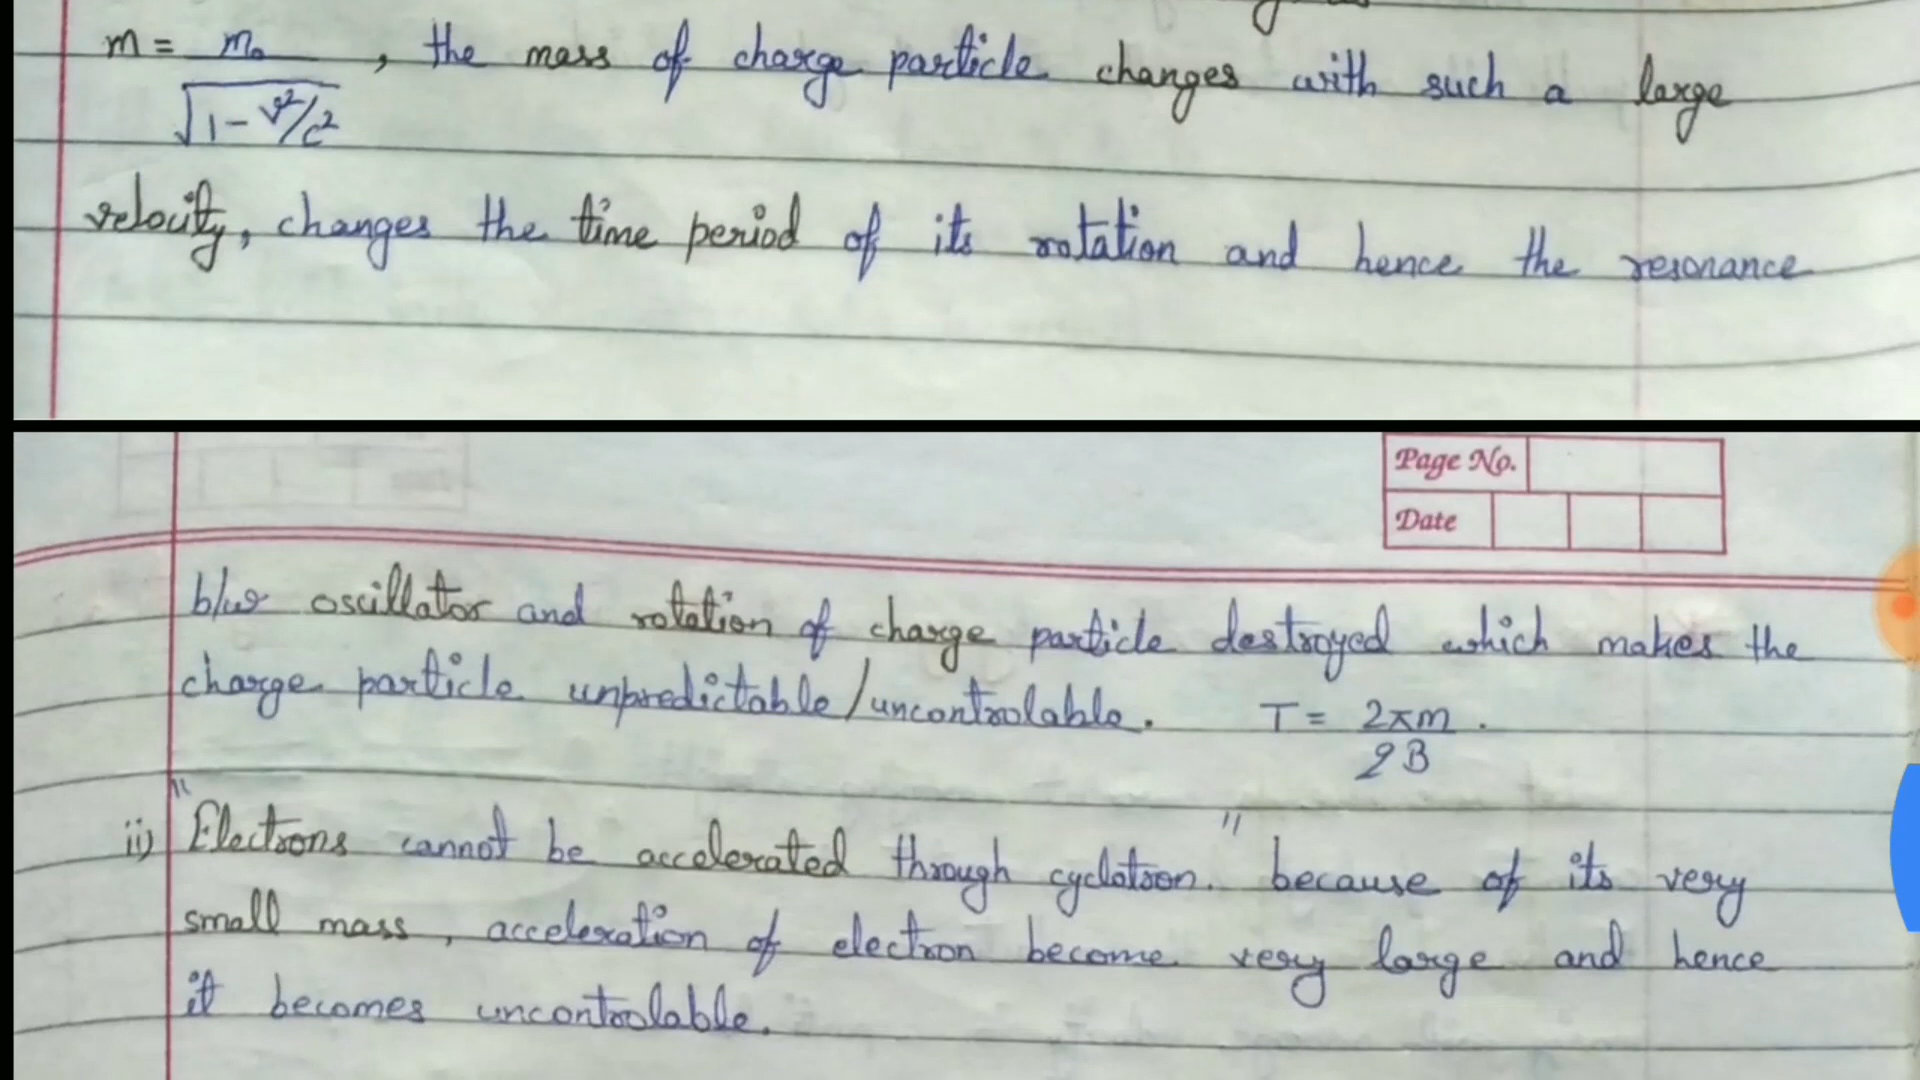 m = m₀ / √1 - v²/c² , the mass of charge particle changes with such a large
velocity, changes the time period of its rotation and hence the resonance
Page No.
Date
b/w oscillator and rotation of charge particle destroyed which makes the
charge particle unpredictable/uncontrolable. T = 2πm / qB .
ii) "Electrons cannot be accelerated through cyclotron." because of its very
small mass, acceleration of electron become very large and hence
it becomes uncontrolable.